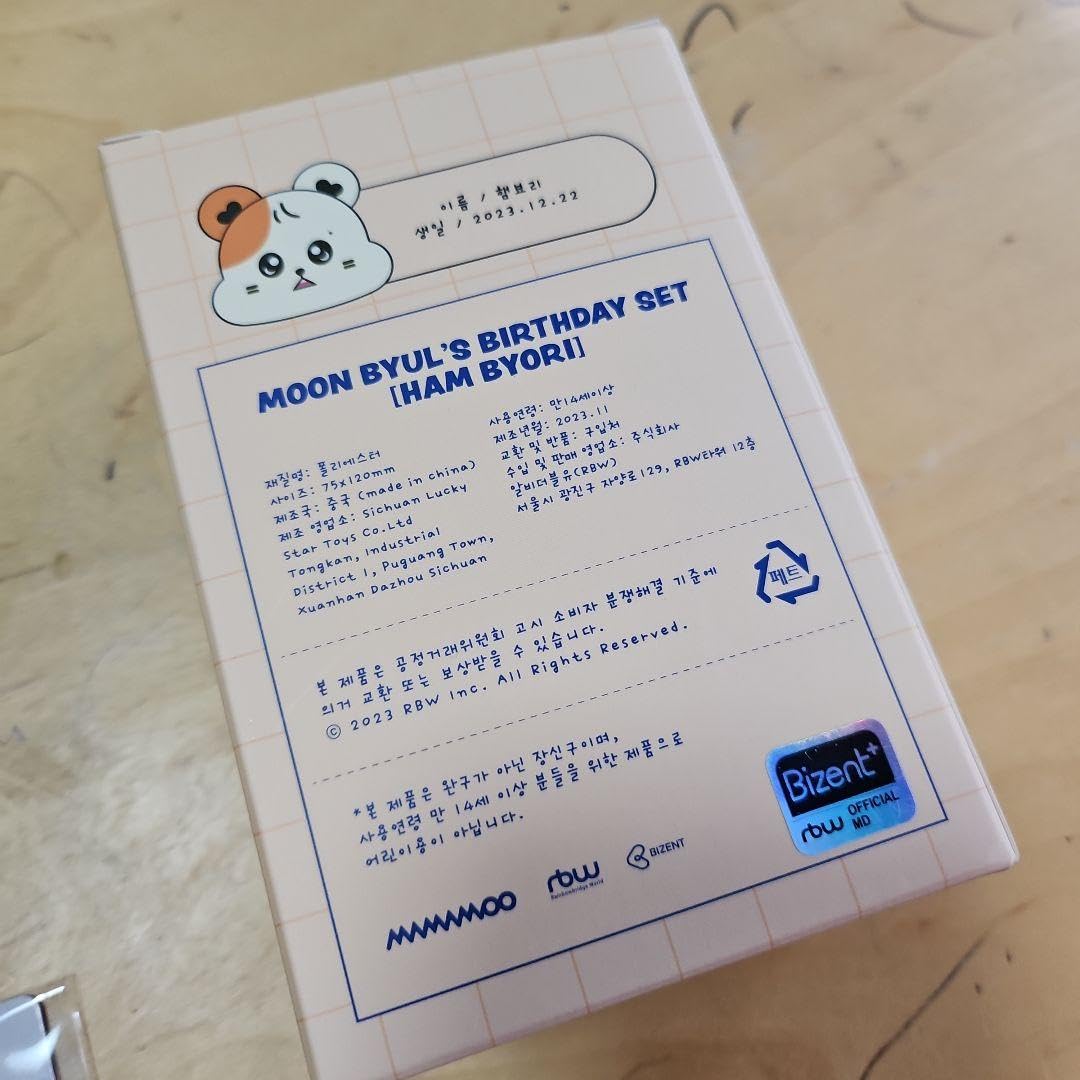 이름 / 햄뵤리
생일 / 2023.12.22
MOON BYUL'S BIRTHDAY SET
[HAM BYORI]
재질명: 폴리에스터
사이즈: 75x120mm
제조국: 중국 (made in china)
제조 영업소: Sichuan Lucky
Star Toys Co.Ltd
Tongkan, Industrial
District 1, Puguang Town,
Xuanhan Dazhou Sichuan
사용연령: 만14세이상
제조년월: 2023.11
교환 및 반품: 구입처
수입 및 판매 영업소: 주식회사
알비더블유(RBW)
서울시 광진구 자양로129, RBW타워 12층
페트
본 제품은 공정거래위원회 고시 소비자 분쟁해결 기준에
의거 교환 또는 보상받을 수 있습니다.
© 2023 RBW Inc. All Rights Reserved.
*본 제품은 완구가 아닌 장신구이며,
사용연령 만 14세 이상 분들을 위한 제품으로
어린이용이 아닙니다.
Bizent+
rbw OFFICIAL
MD
MAMAMOO
rbw
RainbowBridge World
BIZENT